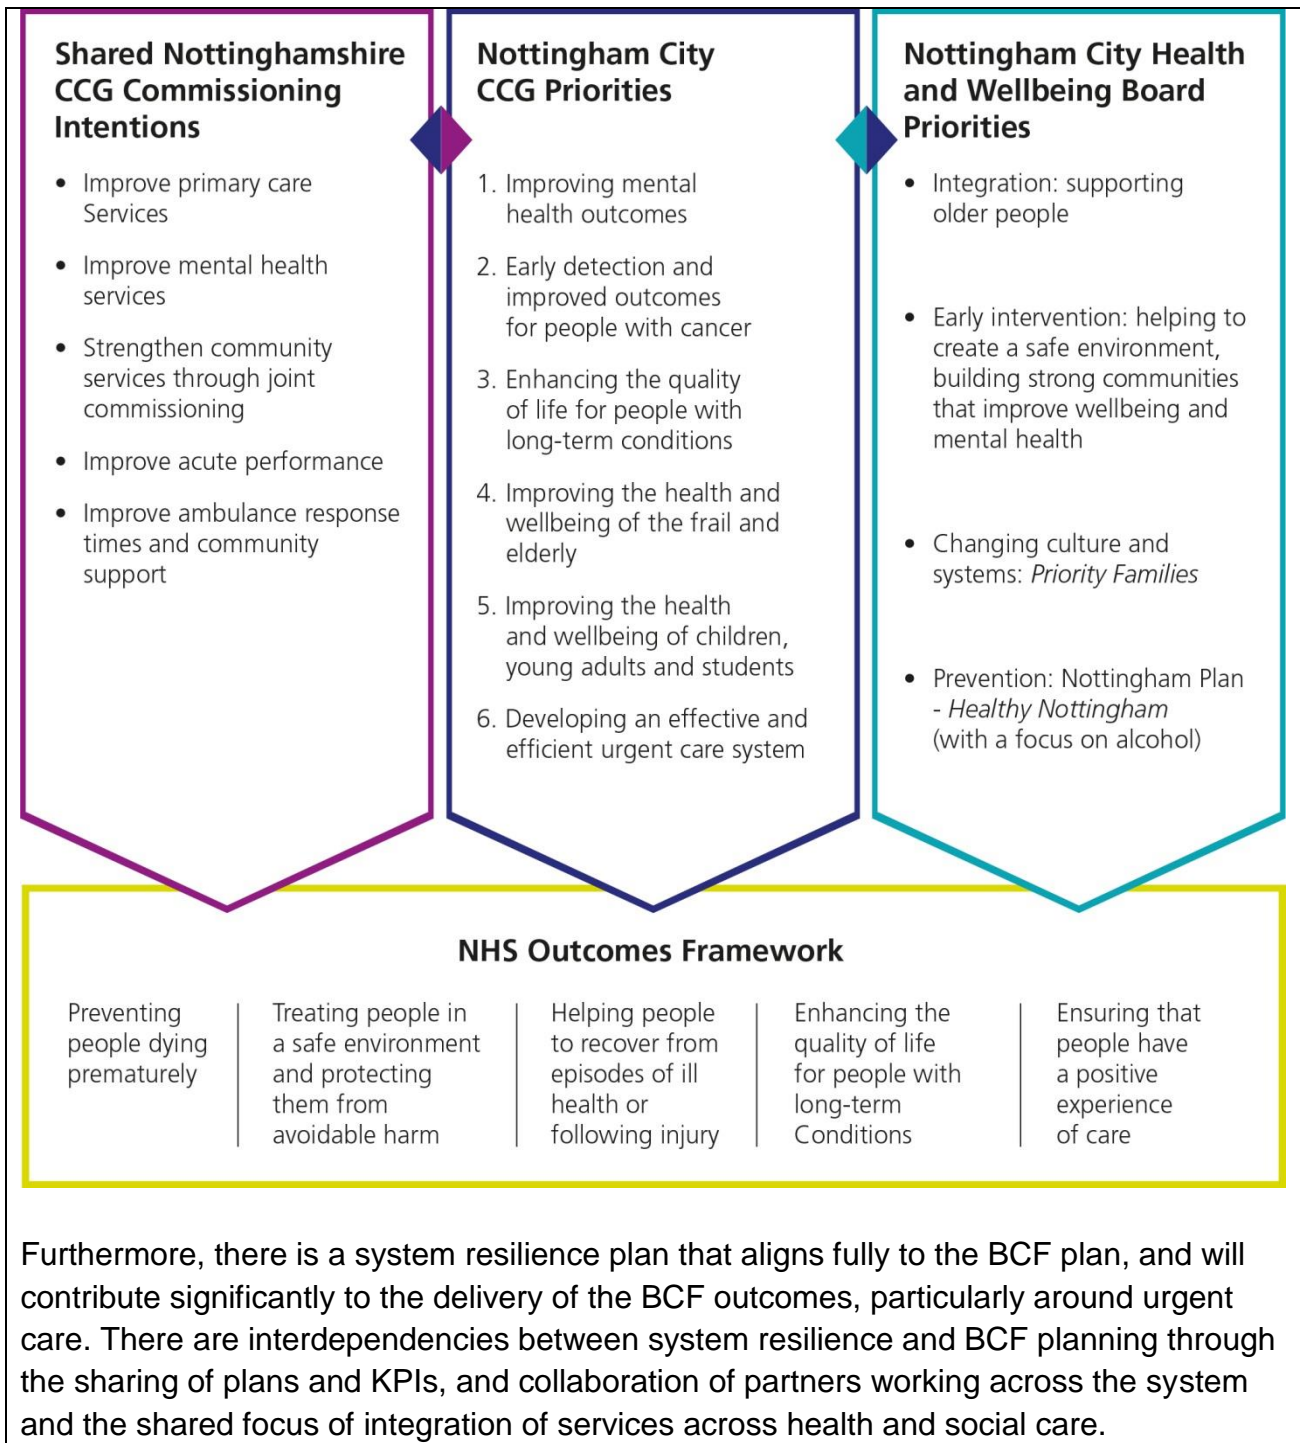 Shared Nottinghamshire
CCG Commissioning
Intentions
• Improve primary care
Services
• Improve mental health
services
• Strengthen community
services through joint
commissioning
• Improve acute performance
• Improve ambulance response
times and community
support
Nottingham City
CCG Priorities
1. Improving mental
health outcomes
2. Early detection and
improved outcomes
for people with cancer
3. Enhancing the quality
of life for people with
long-term conditions
4. Improving the health and
wellbeing of the frail and
elderly
5. Improving the health
and wellbeing of children,
young adults and students
6. Developing an effective and
efficient urgent care system
Nottingham City Health
and Wellbeing Board
Priorities
• Integration: supporting
older people
• Early intervention: helping to
create a safe environment,
building strong communities
that improve wellbeing and
mental health
• Changing culture and
systems: Priority Families
• Prevention: Nottingham Plan
- Healthy Nottingham
(with a focus on alcohol)
NHS Outcomes Framework
Preventing
people dying
prematurely
Treating people in
a safe environment
and protecting
them from
avoidable harm
Helping people
to recover from
episodes of ill
health or
following injury
Enhancing the
quality of life
for people with
long-term
Conditions
Ensuring that
people have
a positive
experience
of care
Furthermore, there is a system resilience plan that aligns fully to the BCF plan, and will
contribute significantly to the delivery of the BCF outcomes, particularly around urgent
care. There are interdependencies between system resilience and BCF planning through
the sharing of plans and KPIs, and collaboration of partners working across the system
and the shared focus of integration of services across health and social care.